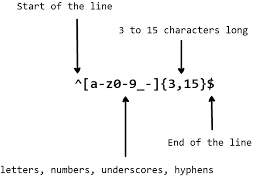 Start of the line
3 to 15 characters long
^[a-z0-9_-]{3,15}$
End of the line
letters, numbers, underscores, hyphens